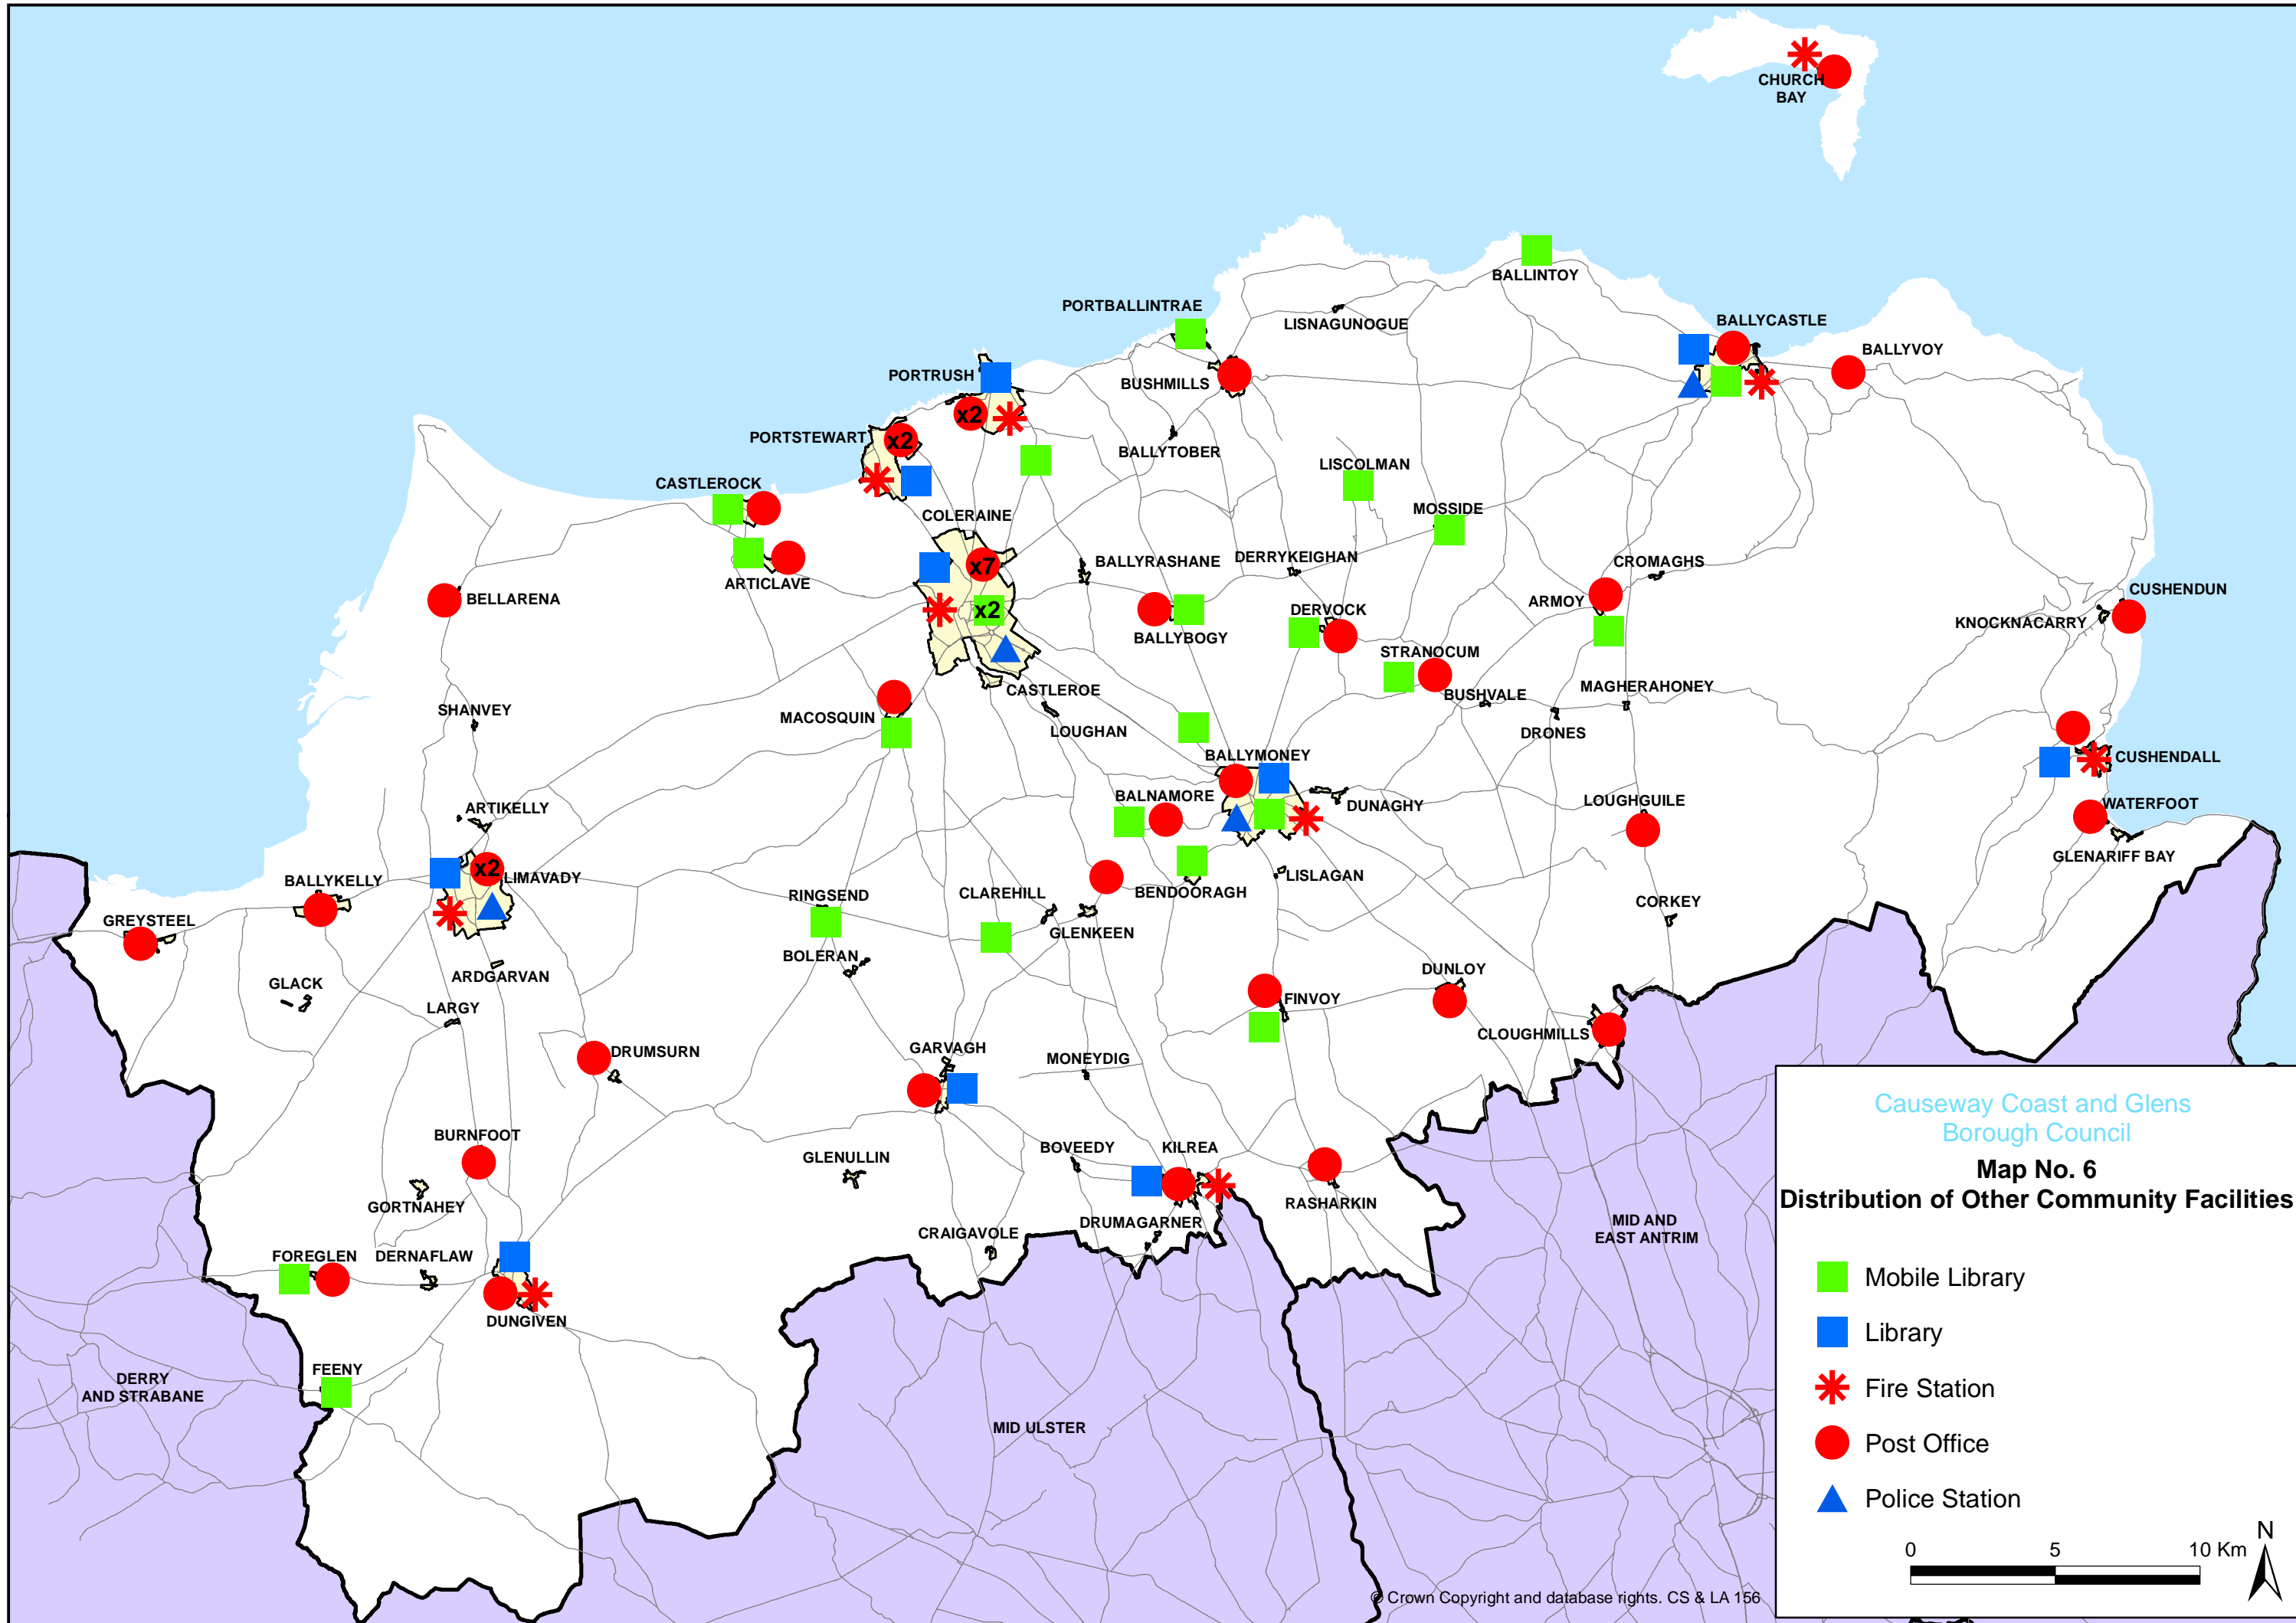 CHURCH
BAY
BALLINTOY
PORTBALLINTRAE
LISNAGUNOGUE
BALLYCASTLE
BALLYVOY
PORTRUSH
BUSHMILLS
x2
PORTSTEWART
x2
BALLYTOBER
LISCOLMAN
CASTLEROCK
MOSSIDE
COLERAINE
x7
BALLYRASHANE
DERRYKEIGHAN
CROMAGHS
ARTICLAVE
BELLARENA
x2
DERVOCK
ARMOY
CUSHENDUN
KNOCKNACARRY
BALLYBOGY
STRANOCUM
CASTLEROE
BUSHVALE
MAGHERAHONEY
SHANVEY
MACOSQUIN
LOUGHAN
DRONES
BALLYMONEY
CUSHENDALL
BALNAMORE
DUNAGHY
LOUGHGUILE
WATERFOOT
ARTIKELLY
GLENARIFF BAY
x2
LIMAVADY
BALLYKELLY
RINGSEND
CLAREHILL
BENDOORAGH
LISLAGAN
CORKEY
GREYSTEEL
GLENKEEN
BOLERAN
ARDGARVAN
DUNLOY
GLACK
LARGY
FINVOY
CLOUGHMILLS
DRUMSURN
GARVAGH
MONEYDIG
BURNFOOT
GLENULLIN
BOVEEDY
KILREA
GORTNAHEY
RASHARKIN
DRUMAGARNER
CRAIGAVOLE
MID AND
EAST ANTRIM
FOREGLEN
DERNAFLAW
DUNGIVEN
FEENY
DERRY
AND STRABANE
MID ULSTER
Causeway Coast and Glens
Borough Council
Map No. 6
Distribution of Other Community Facilities
Mobile Library
Library
Fire Station
Post Office
Police Station
0 5 10 Km
N
© Crown Copyright and database rights. CS & LA 156